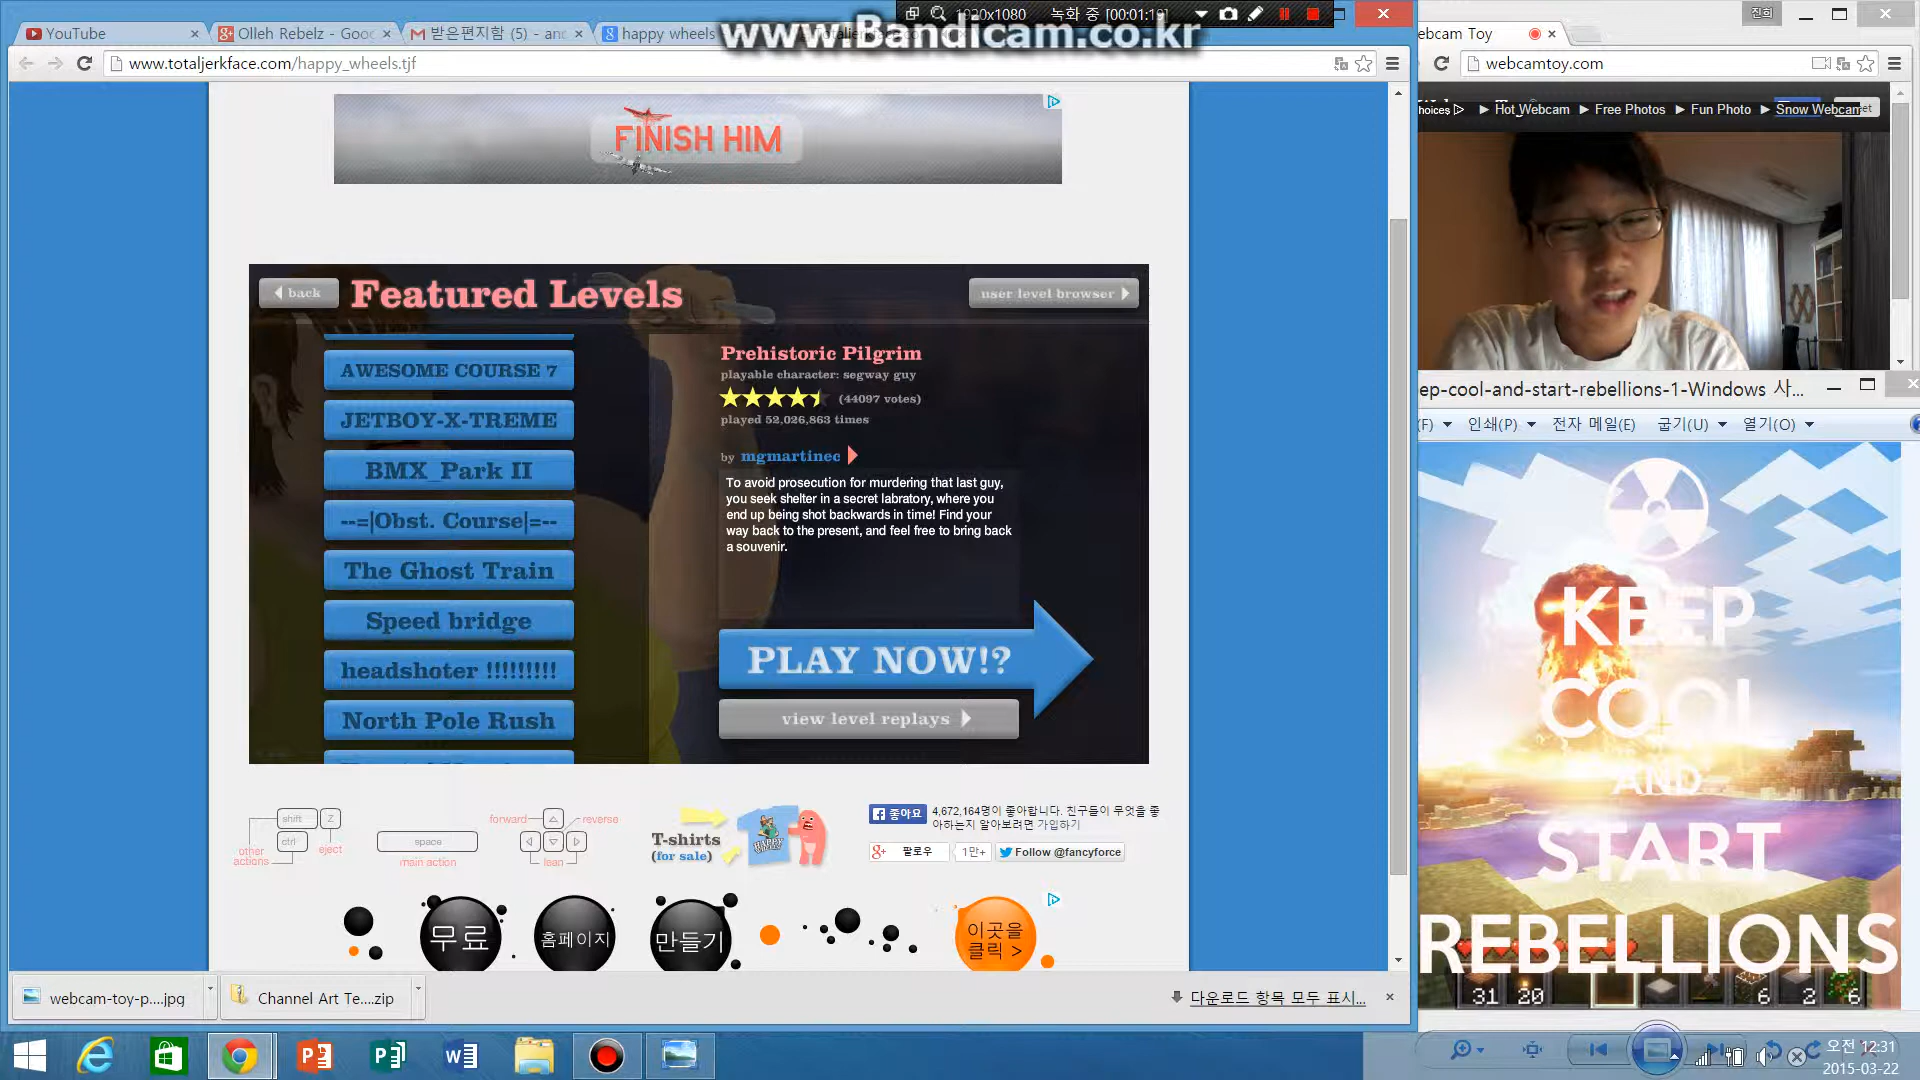 1920x1080 녹화 중 [00:01:19]
www.Bandicam.co.kr
YouTube
Olleh Rebelz - Goo
받은편지함 (5) - an
happy wheels
www.totaljerkface.com/happy_wheels.tjf
FINISH HIM
back
Featured Levels
user level browser
AWESOME COURSE 7
JETBOY-X-TREME
BMX_Park II
--=|Obst. Course|=--
The Ghost Train
Speed bridge
headshoter !!!!!!!!!
North Pole Rush
Prehistoric Pilgrim
playable character: segway guy
(44097 votes)
played 52,026,863 times
by mgmartinec
To avoid prosecution for murdering that last guy,
you seek shelter in a secret labratory, where you
end up being shot backwards in time! Find your
way back to the present, and feel free to bring back
a souvenir.
PLAY NOW!?
view level replays
shift
Z
ctrl
other
actions
eject
space
main action
forward
reverse
lean
T-shirts
(for sale)
HAPPY WHEELS
좋아요
4,672,164명이 좋아합니다. 친구들이 무엇을 좋
아하는지 알아보려면 가입하기
팔로우
1만+
Follow @fancyforce
무료
홈페이지
만들기
이곳을
클릭 >
webcam-toy-p....jpg
Channel Art Te....zip
다운로드 항목 모두 표시...
진희
ebcam Toy
webcamtoy.com
hoices
Hot Webcam
Free Photos
Fun Photo
Snow Webcam
ep-cool-and-start-rebellions-1-Windows 사...
(F)
인쇄(P)
전자 메일(E)
굽기(U)
열기(O)
KEEP
COOL
AND
START
REBELLIONS
31
20
6
2
6
오전 12:31
2015-03-22